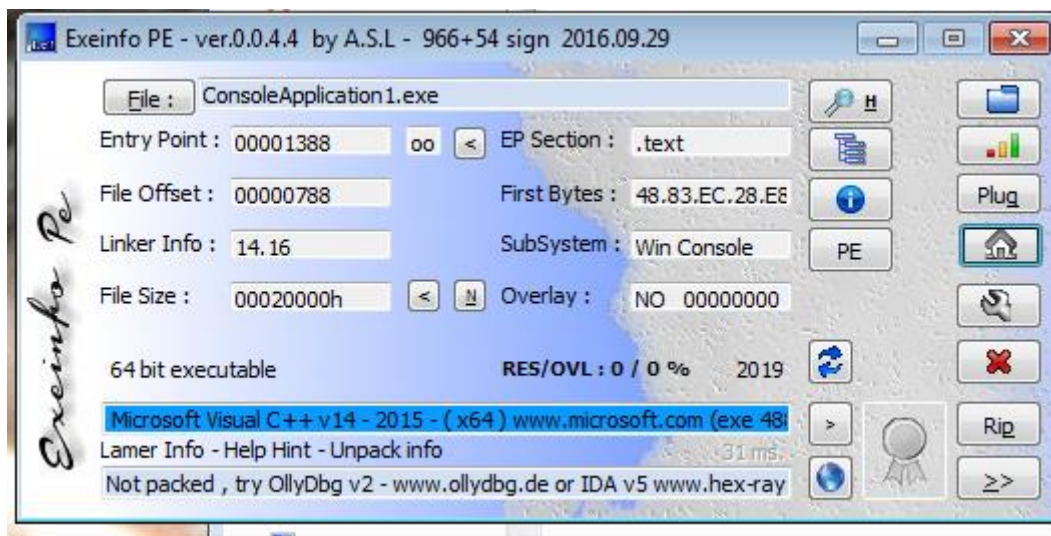 Exeinfo PE - ver.0.0.4.4 by A.S.L - 966+54 sign 2016.09.29
File : ConsoleApplication1.exe H
Entry Point : 00001388 oo < EP Section : .text
File Offset : 00000788 First Bytes : 48.83.EC.28.E8 Plug
Linker Info : 14.16 SubSystem : Win Console PE
File Size : 00020000h < N Overlay : NO 00000000
Exeinfo Pe
64 bit executable RES/OVL : 0 / 0 % 2019
Microsoft Visual C++ v14 - 2015 - ( x64 ) www.microsoft.com (exe 48 > Rip
Lamer Info - Help Hint - Unpack info 31 ms.
Not packed , try OllyDbg v2 - www.ollydbg.de or IDA v5 www.hex-ray >>